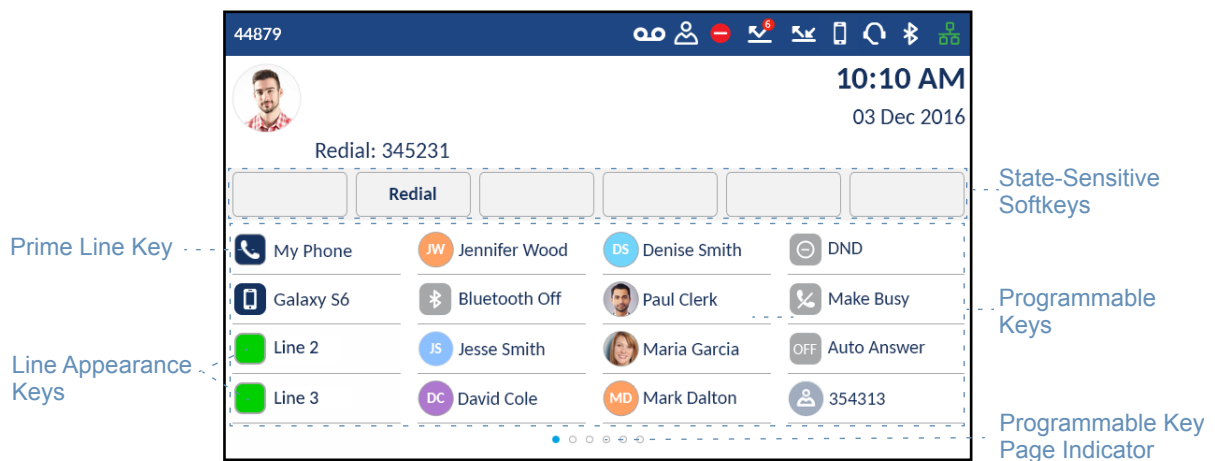 44879
6
10:10 AM
03 Dec 2016
Redial: 345231
Redial
State-Sensitive
Softkeys
Prime Line Key
My Phone
JW Jennifer Wood
DS Denise Smith
DND
Galaxy S6
Bluetooth Off
Paul Clerk
Make Busy
Programmable
Keys
Line Appearance
Keys
Line 2
JS Jesse Smith
Maria Garcia
OFF Auto Answer
Line 3
DC David Cole
MD Mark Dalton
354313
Programmable Key
Page Indicator